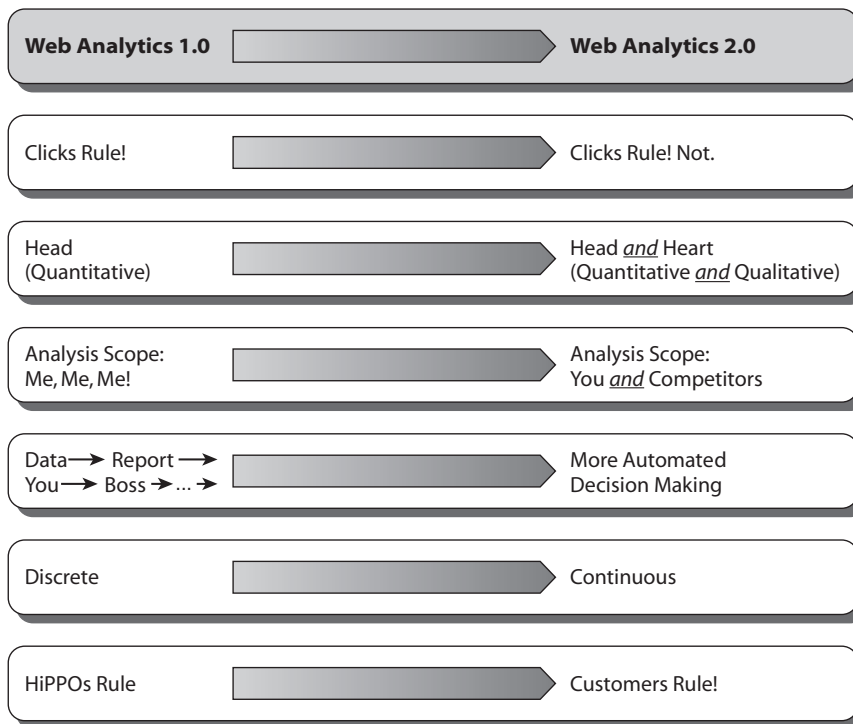 Web Analytics 1.0
Web Analytics 2.0
Clicks Rule!
Clicks Rule! Not.
Head
(Quantitative)
Head and Heart
(Quantitative and Qualitative)
Analysis Scope:
Me, Me, Me!
Analysis Scope:
You and Competitors
Data → Report →
You → Boss → ... →
More Automated
Decision Making
Discrete
Continuous
HiPPOs Rule
Customers Rule!